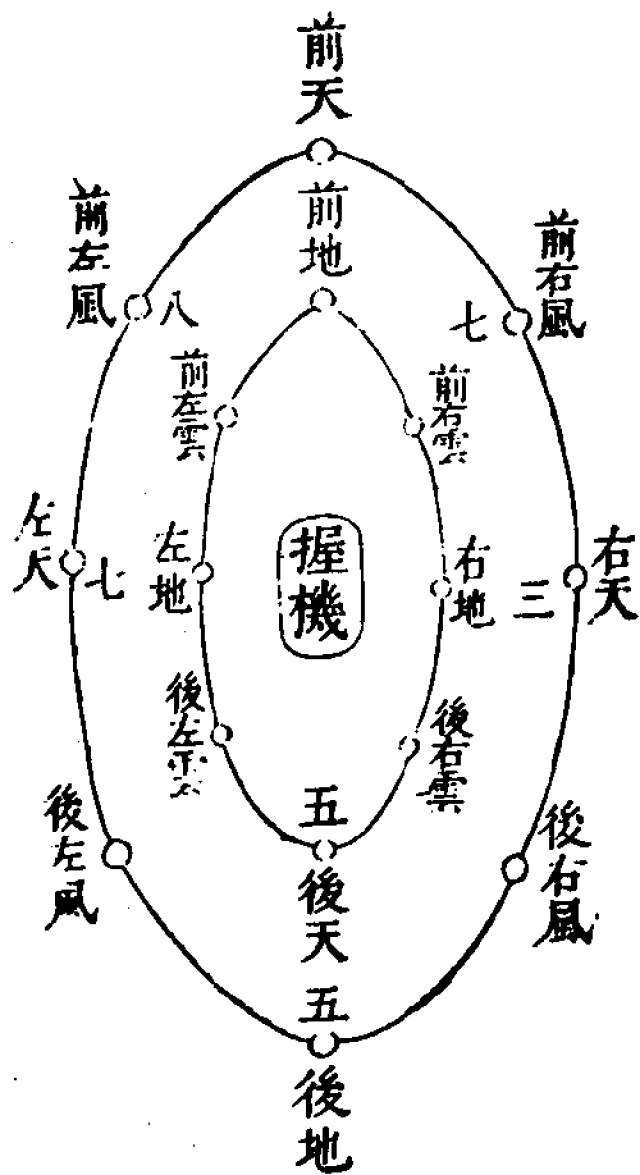 前天
前地
前左風
八
前右風
七
前左雲
前右雲
左天
七
左地
握機
右地
三
右天
後左雲
後右雲
五
後天
後左風
後右風
五
後地